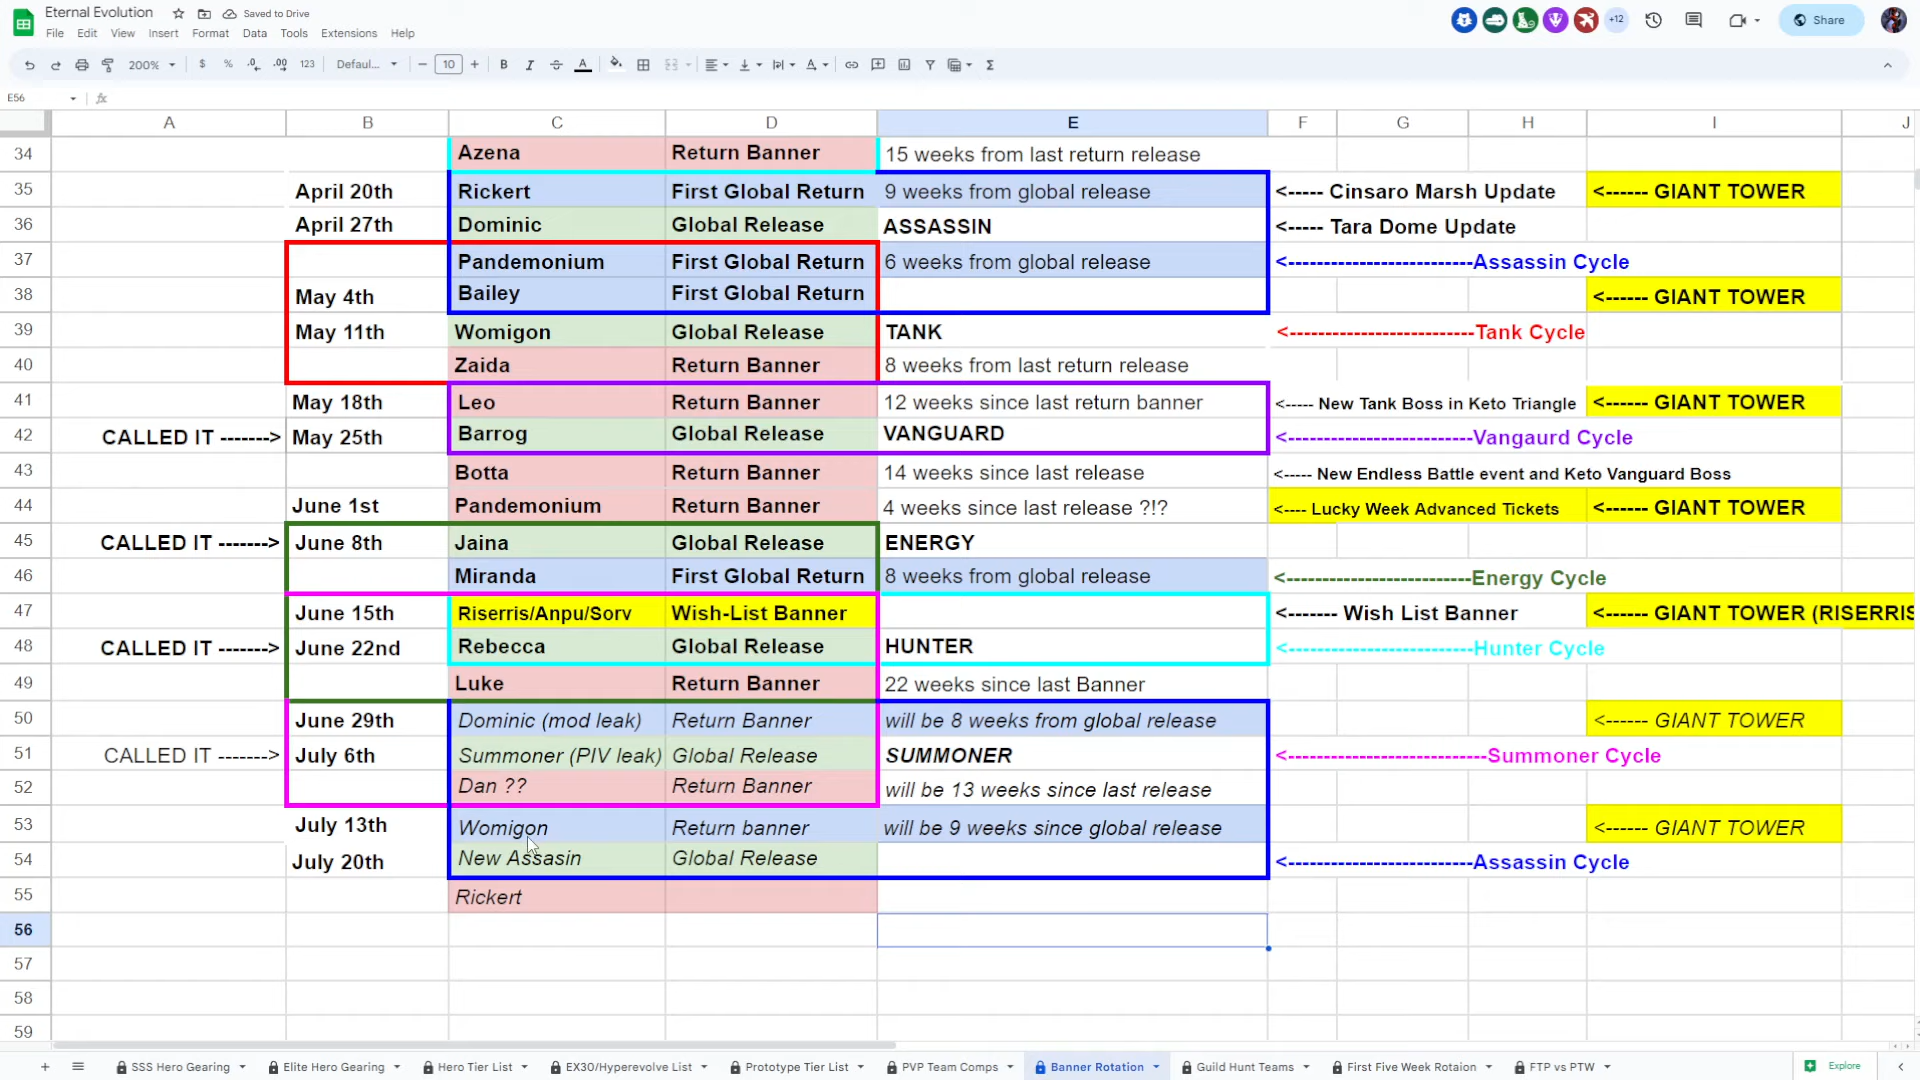 Eternal Evolution
Saved to Drive
File Edit View Insert Format Data Tools Extensions Help
+12
Share
200% $ % .0 .00 123 Defaul... − 10 + B I A Σ
E56 fx
A B C D E F G H I J
34 Azena Return Banner 15 weeks from last return release
35 April 20th Rickert First Global Return 9 weeks from global release <----- Cinsaro Marsh Update <------ GIANT TOWER
36 April 27th Dominic Global Release ASSASSIN <----- Tara Dome Update
37 Pandemonium First Global Return 6 weeks from global release <--------------------------Assassin Cycle
38 May 4th Bailey First Global Return <------ GIANT TOWER
39 May 11th Womigon Global Release TANK <--------------------------Tank Cycle
40 Zaida Return Banner 8 weeks from last return release
41 May 18th Leo Return Banner 12 weeks since last return banner <----- New Tank Boss in Keto Triangle <------ GIANT TOWER
42 CALLED IT -------> May 25th Barrog Global Release VANGUARD <--------------------------Vangaurd Cycle
43 Botta Return Banner 14 weeks since last release <----- New Endless Battle event and Keto Vanguard Boss
44 June 1st Pandemonium Return Banner 4 weeks since last release ?!? <---- Lucky Week Advanced Tickets <------ GIANT TOWER
45 CALLED IT -------> June 8th Jaina Global Release ENERGY
46 Miranda First Global Return 8 weeks from global release <--------------------------Energy Cycle
47 June 15th Riserris/Anpu/Sorv Wish-List Banner <------- Wish List Banner <------ GIANT TOWER (RISERRIS
48 CALLED IT -------> June 22nd Rebecca Global Release HUNTER <--------------------------Hunter Cycle
49 Luke Return Banner 22 weeks since last Banner
50 June 29th Dominic (mod leak) Return Banner will be 8 weeks from global release <------ GIANT TOWER
51 CALLED IT -------> July 6th Summoner (PIV leak) Global Release SUMMONER <---------------------------Summoner Cycle
52 Dan ?? Return Banner will be 13 weeks since last release
53 July 13th Womigon Return banner will be 9 weeks since global release <------ GIANT TOWER
54 July 20th New Assasin Global Release <--------------------------Assassin Cycle
55 Rickert
56
57
58
59
SSS Hero Gearing Elite Hero Gearing Hero Tier List EX30/Hyperevolve List Prototype Tier List PVP Team Comps Banner Rotation Guild Hunt Teams First Five Week Rotaion FTP vs PTW Explore